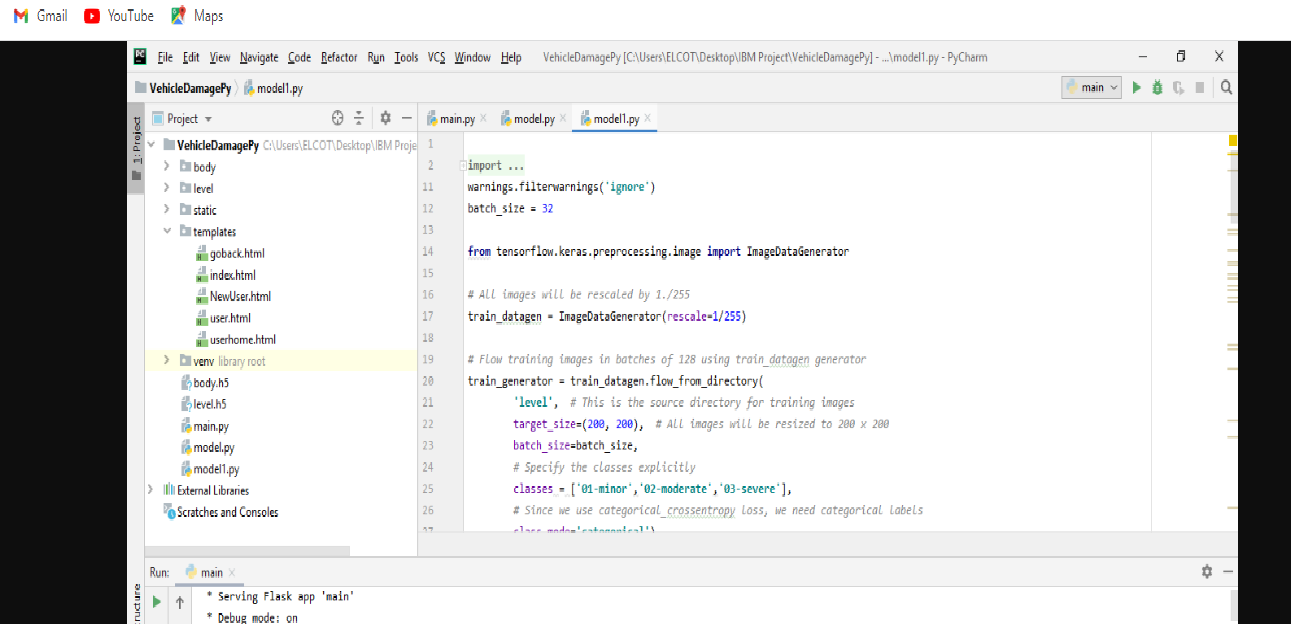 Gmail YouTube Maps
File Edit View Navigate Code Refactor Run Tools VCS Window Help VehicleDamagePy [C:\Users\ELCOT\Desktop\IBM Project\VehicleDamagePy] - ...\model1.py - PyCharm
VehicleDamagePy model1.py main
1: Project
Project
main.py model.py model1.py
VehicleDamagePy C:\Users\ELCOT\Desktop\IBM Proje
body
level
static
templates
goback.html
index.html
NewUser.html
user.html
userhome.html
venv library root
body.h5
level.h5
main.py
model.py
model1.py
External Libraries
Scratches and Consoles
1
2 import ...
11 warnings.filterwarnings('ignore')
12 batch_size = 32
13
14 from tensorflow.keras.preprocessing.image import ImageDataGenerator
15
16 # All images will be rescaled by 1./255
17 train_datagen = ImageDataGenerator(rescale=1/255)
18
19 # Flow training images in batches of 128 using train_datagen generator
20 train_generator = train_datagen.flow_from_directory(
21 'level', # This is the source directory for training images
22 target_size=(200, 200), # All images will be resized to 200 x 200
23 batch_size=batch_size,
24 # Specify the classes explicitly
25 classes = ['01-minor','02-moderate','03-severe'],
26 # Since we use categorical_crossentropy loss, we need categorical labels
27 class_mode='categorical')
Run: main
ructure
* Serving Flask app 'main'
* Debug mode: on